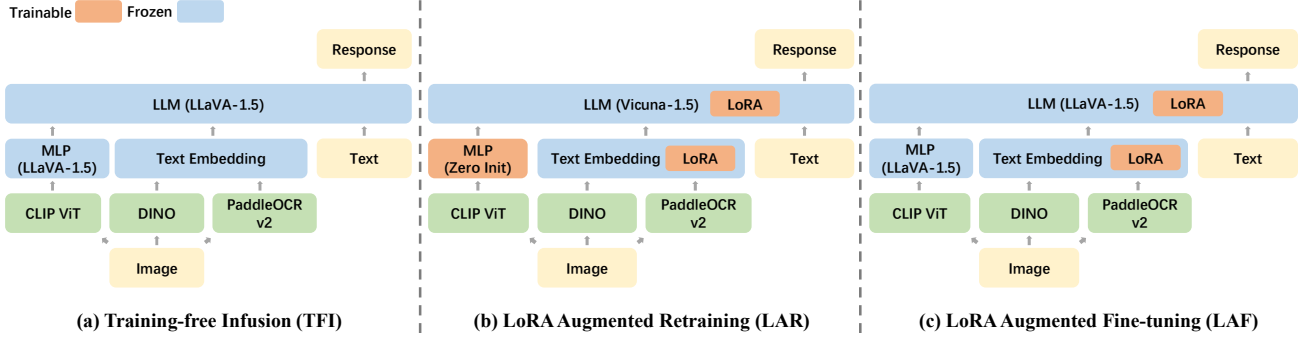 Trainable Frozen
Response
LLM (LLaVA-1.5)
MLP
(LLaVA-1.5)
Text Embedding
Text
CLIP ViT
DINO
PaddleOCR
v2
Image
(a) Training-free Infusion (TFI)
Response
LLM (Vicuna-1.5) LoRA
MLP
(Zero Init)
Text Embedding LoRA
Text
CLIP ViT
DINO
PaddleOCR
v2
Image
(b) LoRA Augmented Retraining (LAR)
Response
LLM (LLaVA-1.5) LoRA
MLP
(LLaVA-1.5)
Text Embedding LoRA
Text
CLIP ViT
DINO
PaddleOCR
v2
Image
(c) LoRA Augmented Fine-tuning (LAF)